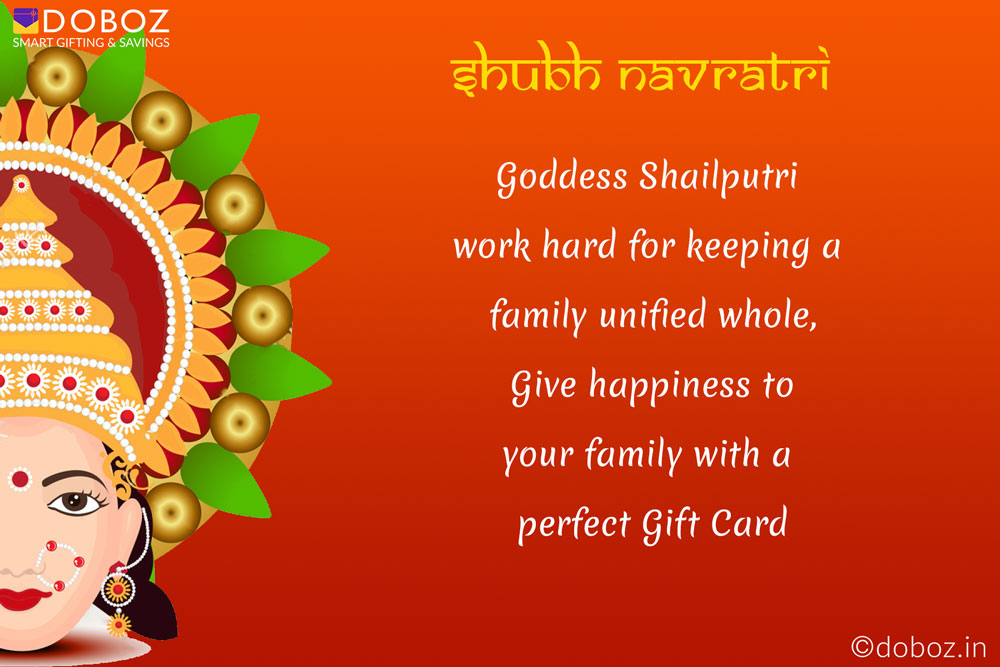 DOBOZ
SMART GIFTING & SAVINGS
shubh navratri
Goddess Shailputri
work hard for keeping a
family unified whole,
Give happiness to
your family with a
perfect Gift Card
©doboz.in